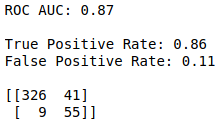 ROC AUC: 0.87
True Positive Rate: 0.86
False Positive Rate: 0.11
[[326 41]
[ 9 55]]